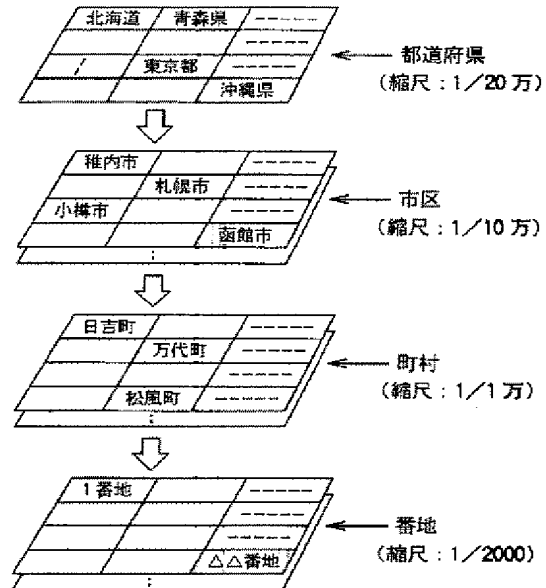 北海道 青森県 -----
-----
東京都 -----
沖縄県
都道府県
(縮尺：1／20万)
稚内市 -----
札幌市 -----
小樽市 -----
函館市
市区
(縮尺：1／10万)
日吉町 -----
万代町 -----
-----
松風町 -----
町村
(縮尺：1／1万)
1番地 -----
-----
-----
△△番地
番地
(縮尺：1／2000)